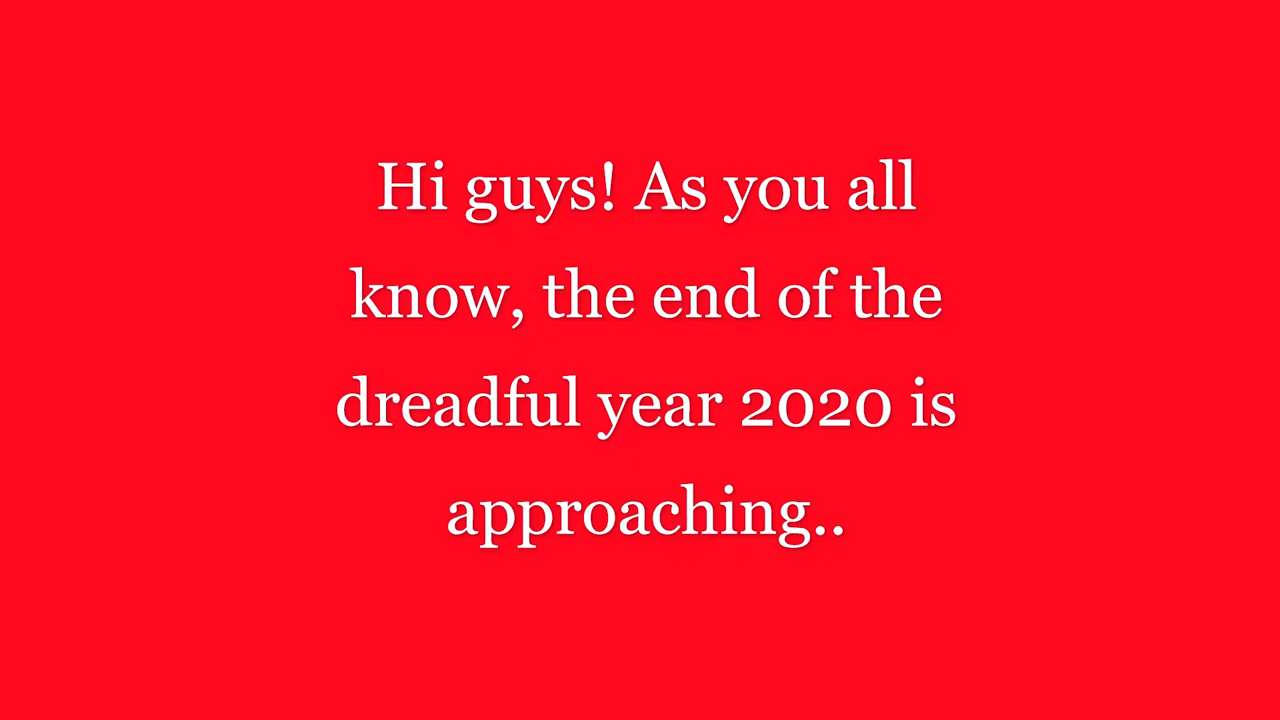 Hi guys! As you all
know, the end of the
dreadful year 2020 is
approaching..